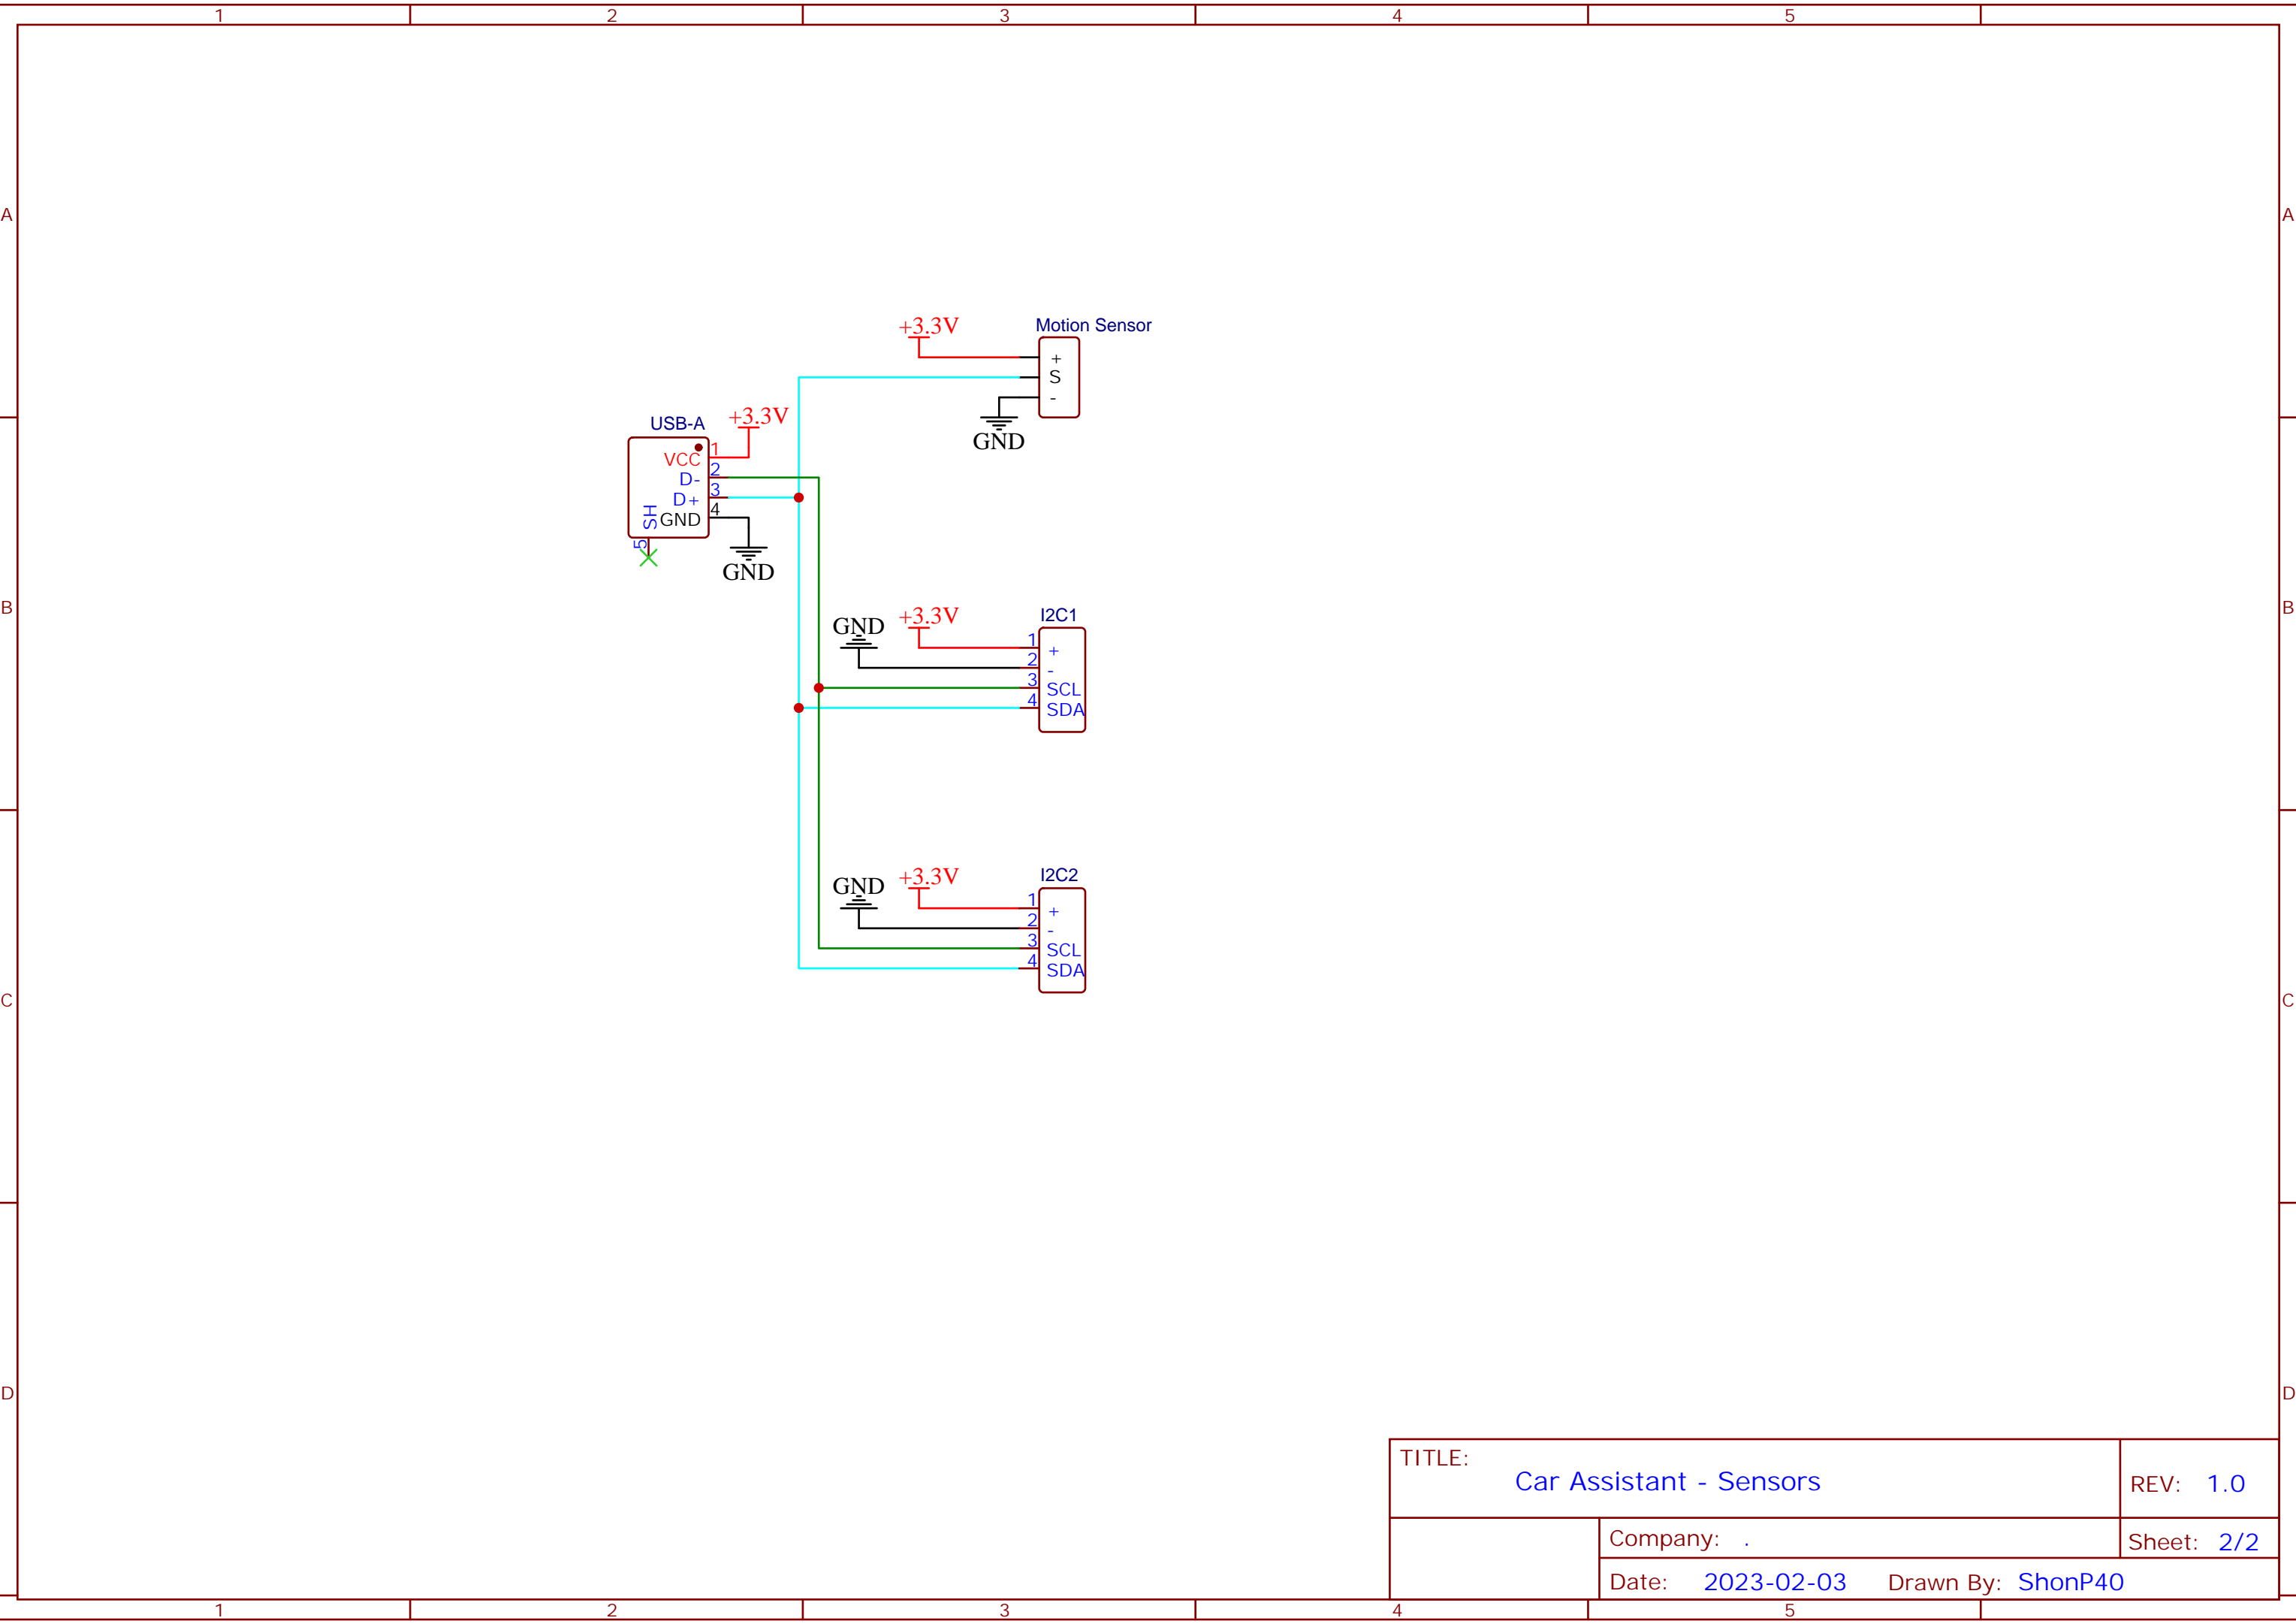 1 2 3 4 5
A A
+3.3V Motion Sensor
+
S
-
GND
USB-A +3.3V
VCC 1
D- 2
D+ 3
GND 4
SH
5
GND
B B
GND +3.3V I2C1
1 +
2 -
3 SCL
4 SDA
GND +3.3V I2C2
1 +
2 -
3 SCL
4 SDA
C C
D D
TITLE:
Car Assistant - Sensors
REV: 1.0
Company: .
Sheet: 2/2
Date: 2023-02-03 Drawn By: ShonP40
1 2 3 4 5